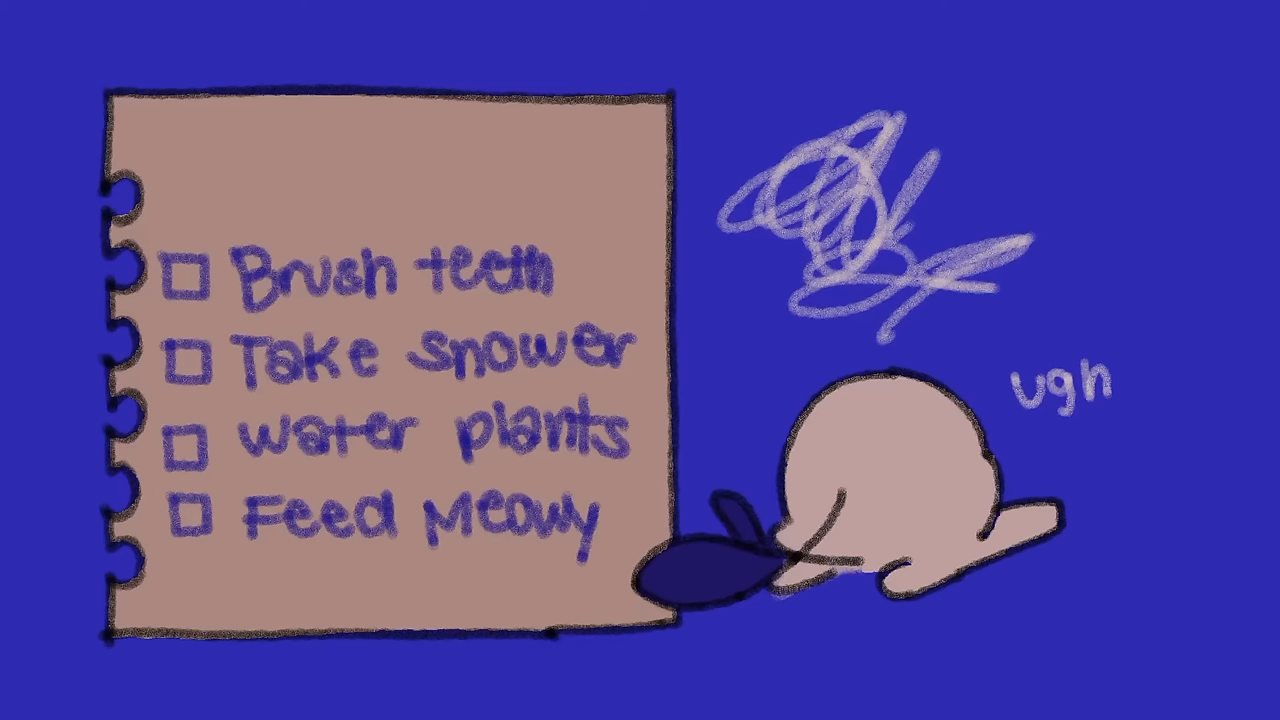 Brush teeth
Take shower
water plants
Feed Meowy
ugh